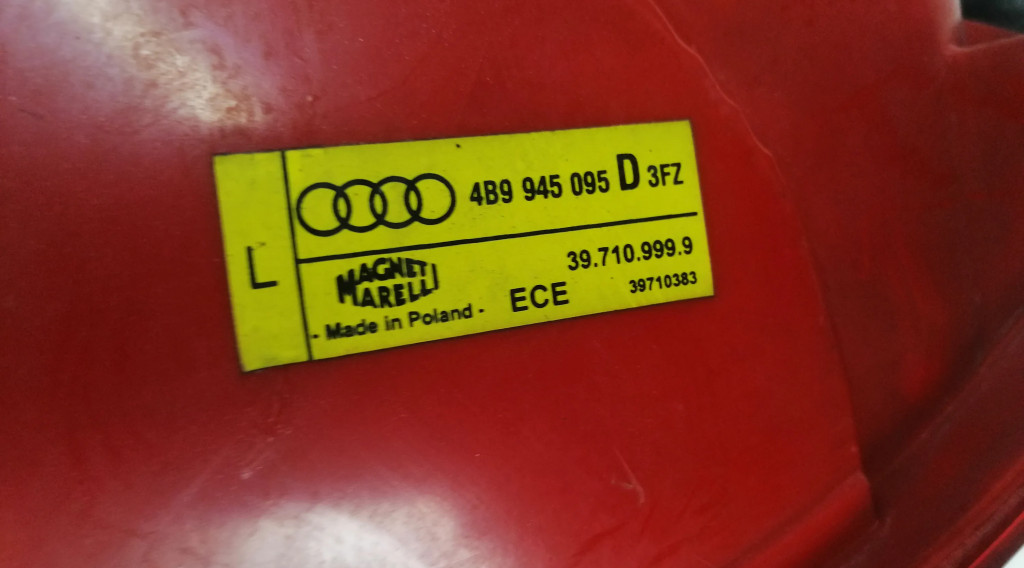 L
4B9 945 095 D 3FZ
MAGNETI
MARELLI
39.710.999.9
- Made in Poland -
ECE
39710383